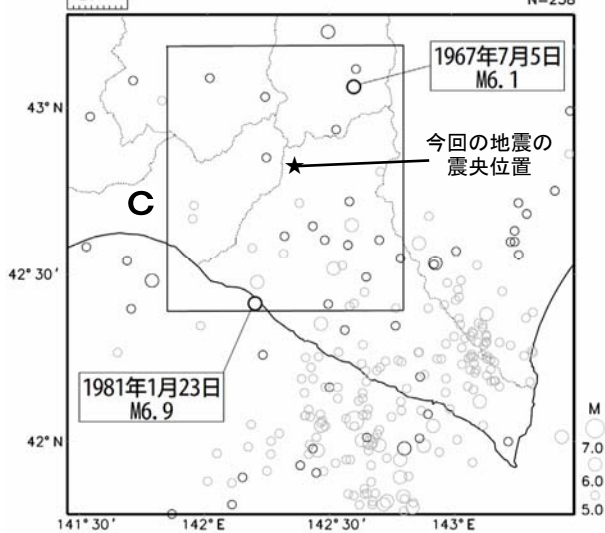 N=258
1967年7月5日
M6.1
43°N
今回の地震の
震央位置
C
42°30′
1981年1月23日
M6.9
M
42°N
7.0
6.0
5.0
141°30′
142°E
142°30′
143°E